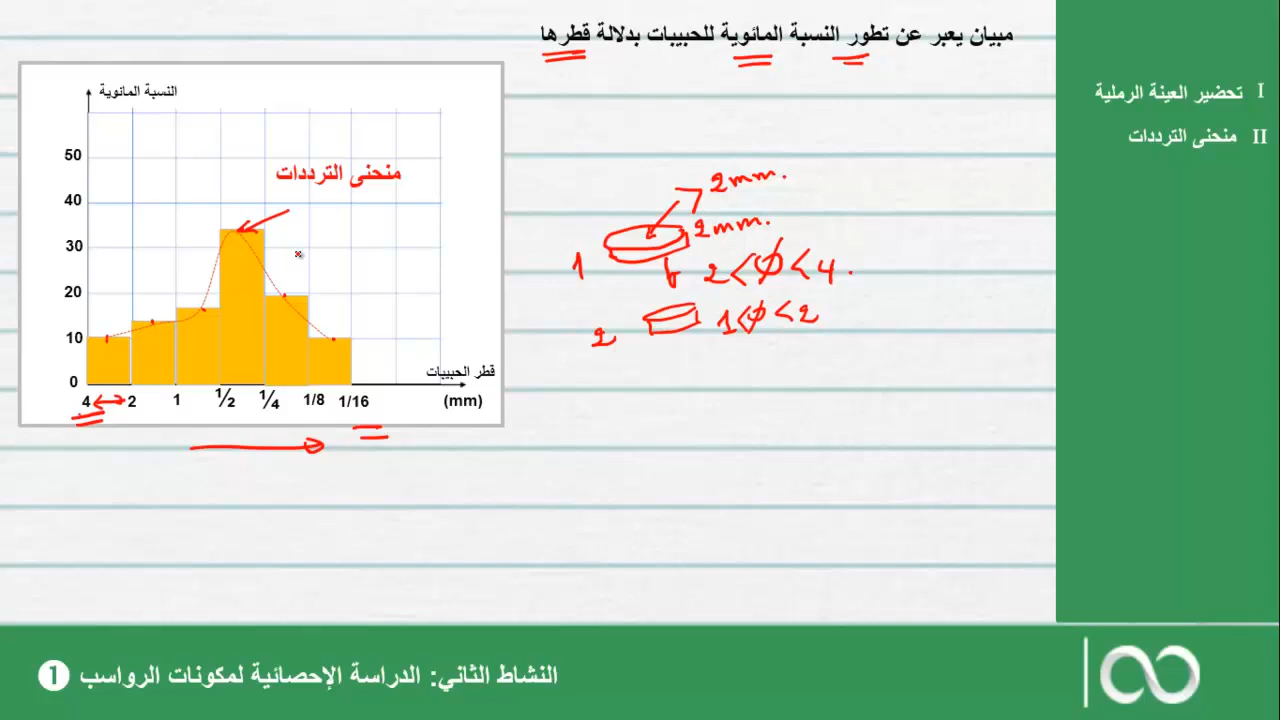 مبيان يعبر عن تطور النسبة المائوية للحبيبات بدلالة قطرها
I تحضير العينة الرملية
II منحنى الترددات
النسبة المائوية
50
40
30
20
10
0
منحنى الترددات
قطر الحبيبات
4 2 1 ½ ¼ 1/8 1/16 (mm)
2mm.
2mm.
1 2 < ϕ < 4.
2 1 < ϕ < 2
النشاط الثاني: الدراسة الإحصائية لمكونات الرواسب 1